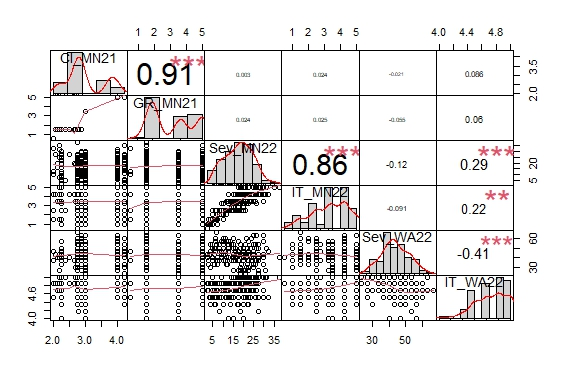 1 2 3 4 5 1 2 3 4 5 4.0 4.4 4.8
CI_MN21 0.91 *** 0.003 0.024 -0.021 0.086 2.0 3.5
1 3 5 GR_MN21 0.024 0.025 -0.055 0.06
Sev_MN22 0.86 *** -0.12 0.29 *** 5 20
1 3 5 IT_MN22 -0.091 0.22 **
Sev_WA22 -0.41 *** 30 60
4.0 4.6 IT_WA22
2.0 3.0 4.0 5 15 25 35 30 50